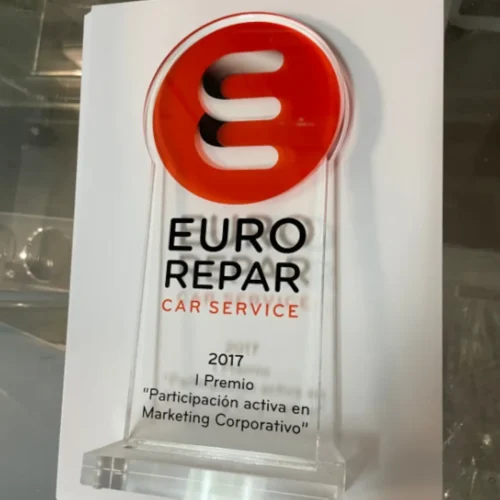 EURO
REPAR
CAR SERVICE
2017
I Premio
"Participación activa en
Marketing Corporativo"